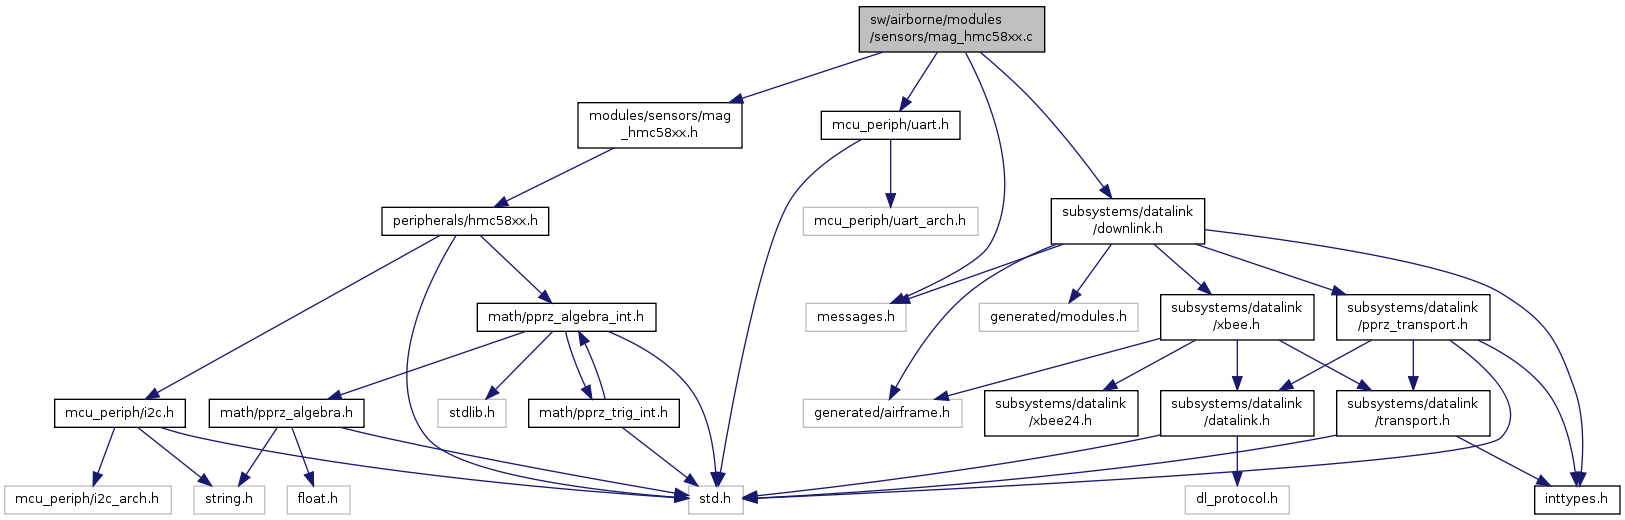 sw/airborne/modules
/sensors/mag_hmc58xx.c
modules/sensors/mag
_hmc58xx.h
mcu_periph/uart.h
peripherals/hmc58xx.h
mcu_periph/uart_arch.h
subsystems/datalink
/downlink.h
math/pprz_algebra_int.h
messages.h
generated/modules.h
subsystems/datalink
/xbee.h
subsystems/datalink
/pprz_transport.h
mcu_periph/i2c.h
math/pprz_algebra.h
stdlib.h
math/pprz_trig_int.h
generated/airframe.h
subsystems/datalink
/xbee24.h
subsystems/datalink
/datalink.h
subsystems/datalink
/transport.h
mcu_periph/i2c_arch.h
string.h
float.h
std.h
dl_protocol.h
inttypes.h